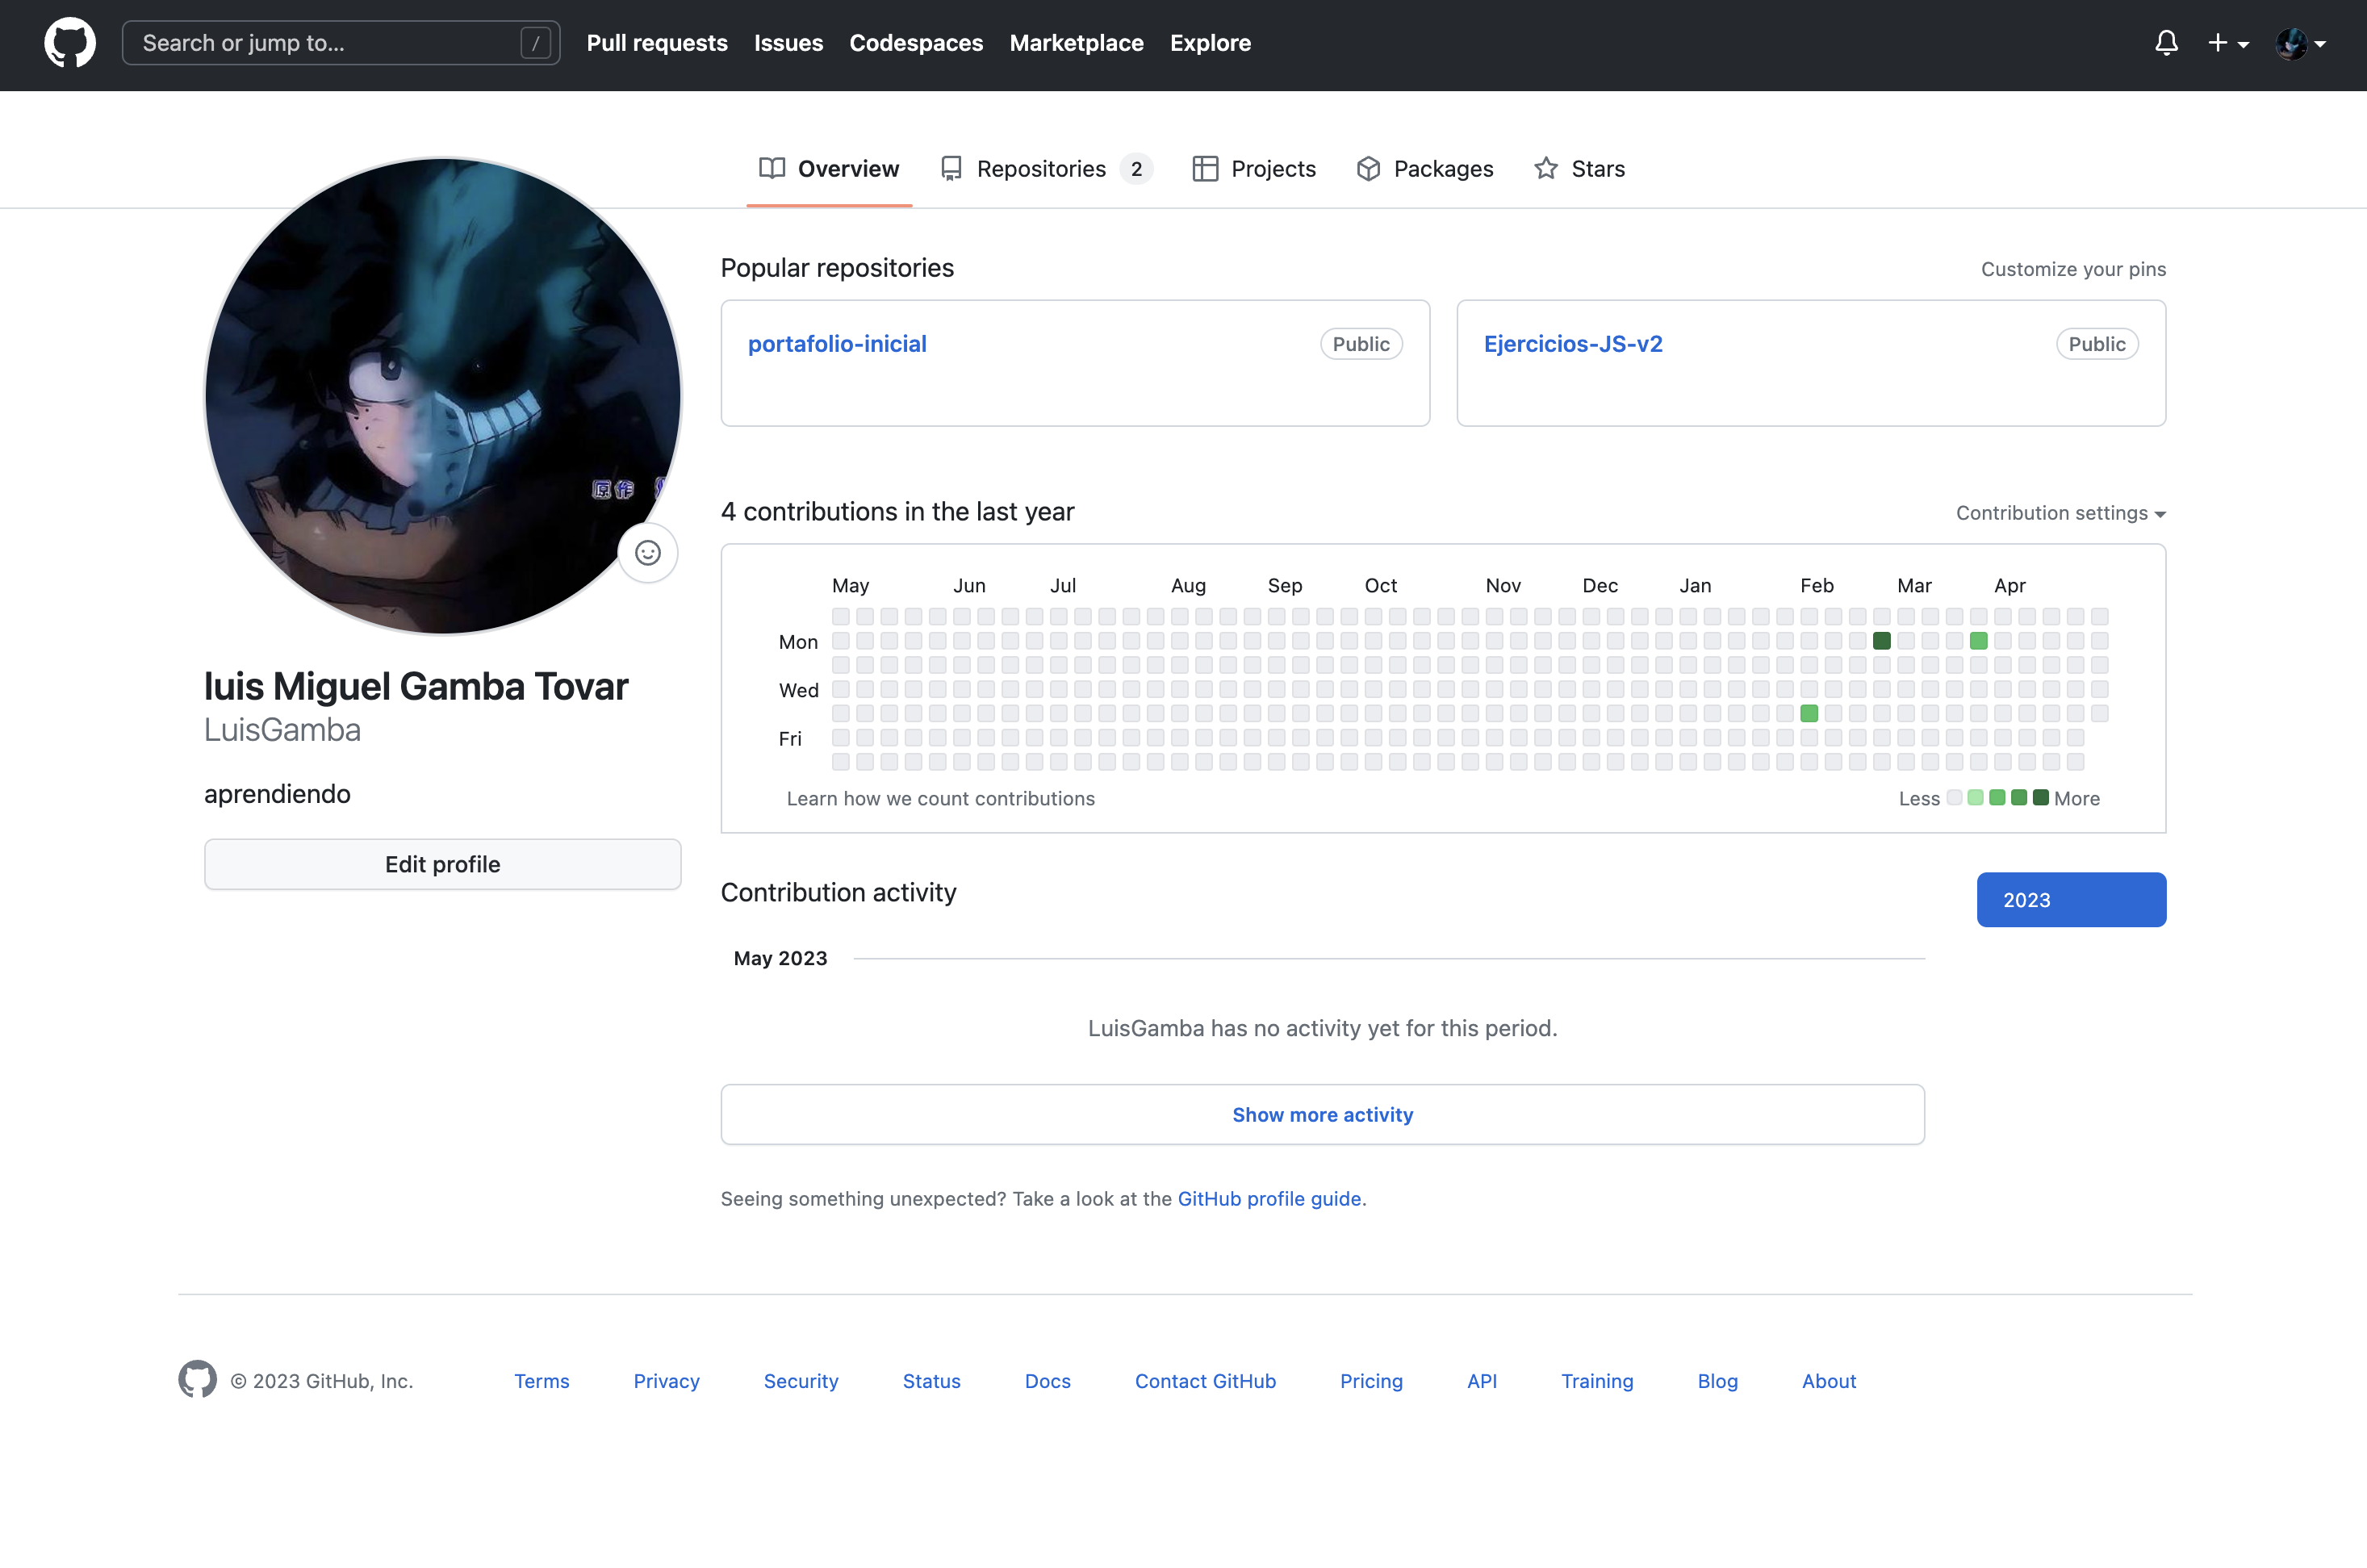 Search or jump to...
/
Pull requests Issues Codespaces Marketplace Explore
Overview Repositories 2 Projects Packages Stars
原作
luis Miguel Gamba Tovar
LuisGamba
aprendiendo
Edit profile
Popular repositories
Customize your pins
portafolio-inicial Public
Ejercicios-JS-v2 Public
4 contributions in the last year
Contribution settings
May Jun Jul Aug Sep Oct Nov Dec Jan Feb Mar Apr
Mon
Wed
Fri
Learn how we count contributions
Less More
Contribution activity
2023
May 2023
LuisGamba has no activity yet for this period.
Show more activity
Seeing something unexpected? Take a look at the GitHub profile guide.
© 2023 GitHub, Inc. Terms Privacy Security Status Docs Contact GitHub Pricing API Training Blog About